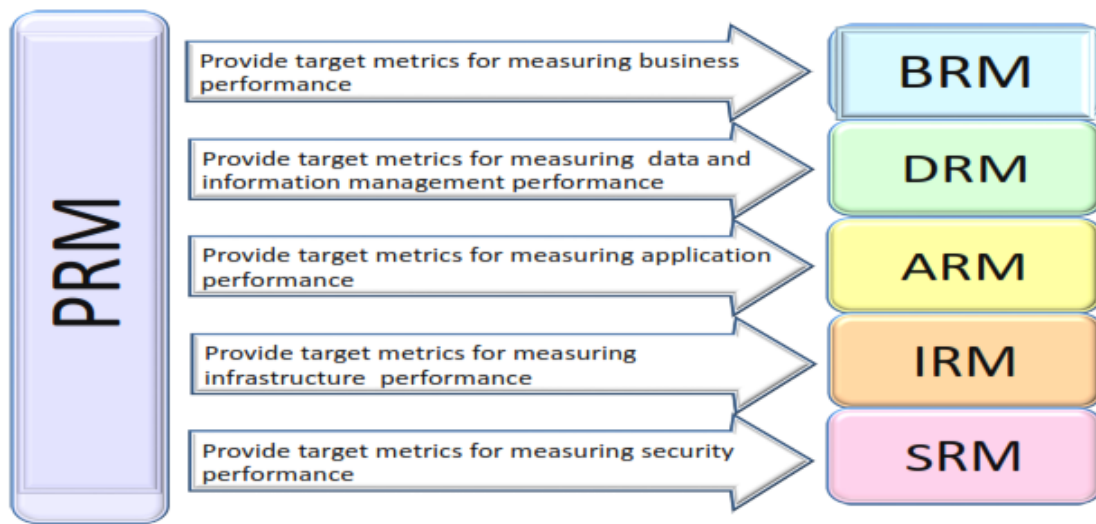 PRM
Provide target metrics for measuring business
performance
BRM
Provide target metrics for measuring data and
information management performance
DRM
Provide target metrics for measuring application
performance
ARM
Provide target metrics for measuring
infrastructure performance
IRM
Provide target metrics for measuring security
performance
sRM